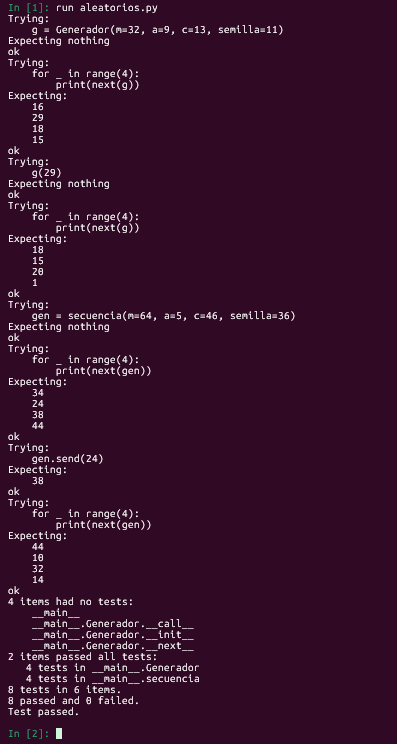 In [1]: run aleatorios.py
Trying:
    g = Generador(m=32, a=9, c=13, semilla=11)
Expecting nothing
ok
Trying:
    for _ in range(4):
        print(next(g))
Expecting:
    16
    29
    18
    15
ok
Trying:
    g(29)
Expecting nothing
ok
Trying:
    for _ in range(4):
        print(next(g))
Expecting:
    18
    15
    20
    1
ok
Trying:
    gen = secuencia(m=64, a=5, c=46, semilla=36)
Expecting nothing
ok
Trying:
    for _ in range(4):
        print(next(gen))
Expecting:
    34
    24
    38
    44
ok
Trying:
    gen.send(24)
Expecting:
    38
ok
Trying:
    for _ in range(4):
        print(next(gen))
Expecting:
    44
    10
    32
    14
ok
4 items had no tests:
    __main__
    __main__.Generador.__call__
    __main__.Generador.__init__
    __main__.Generador.__next__
2 items passed all tests:
   4 tests in __main__.Generador
   4 tests in __main__.secuencia
8 tests in 6 items.
8 passed and 0 failed.
Test passed.
In [2]: